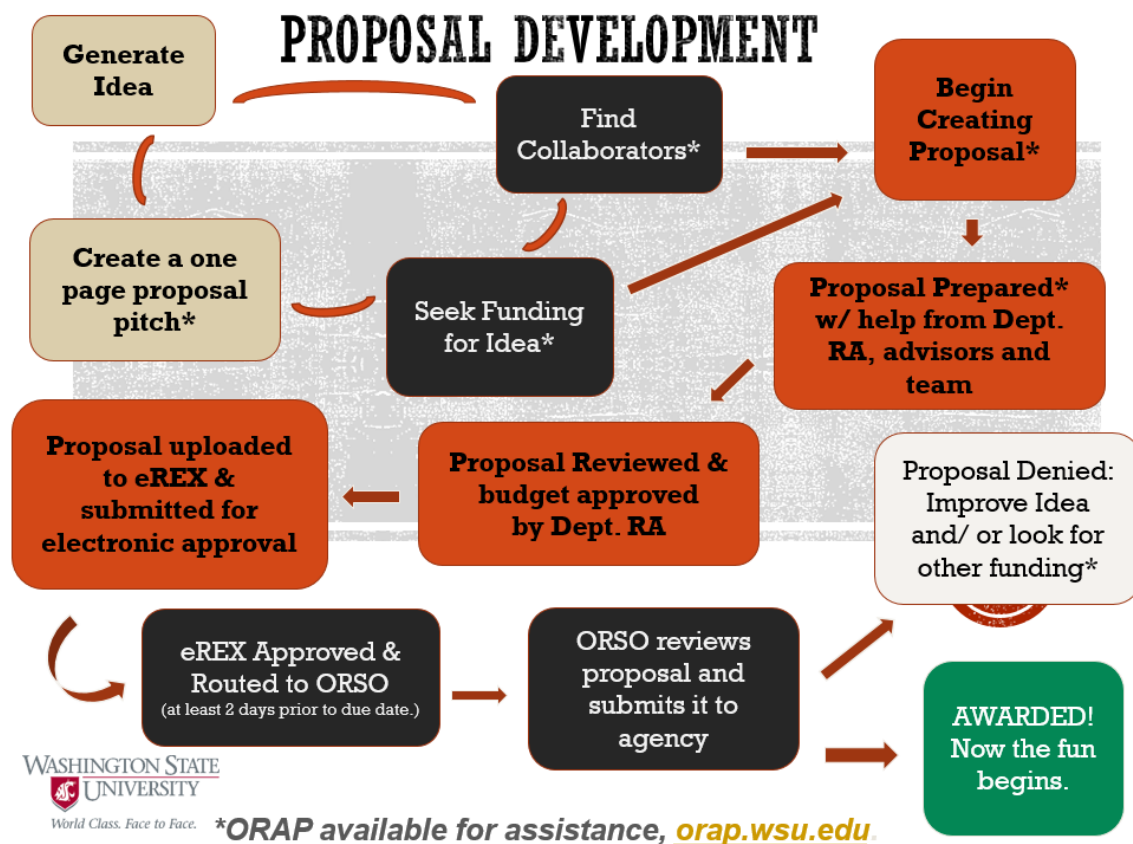 PROPOSAL DEVELOPMENT
Generate
Idea
Find
Collaborators*
Begin
Creating
Proposal*
Create a one
page proposal
pitch*
Seek Funding
for Idea*
Proposal Prepared*
w/ help from Dept.
RA, advisors and
team
Proposal uploaded
to eREX &
submitted for
electronic approval
Proposal Reviewed &
budget approved
by Dept. RA
Proposal Denied:
Improve Idea
and/ or look for
other funding*
eREX Approved &
Routed to ORSO
(at least 2 days prior to due date.)
ORSO reviews
proposal and
submits it to
agency
AWARDED!
Now the fun
begins.
WASHINGTON STATE
UNIVERSITY
World Class. Face to Face.
*ORAP available for assistance, orap.wsu.edu.